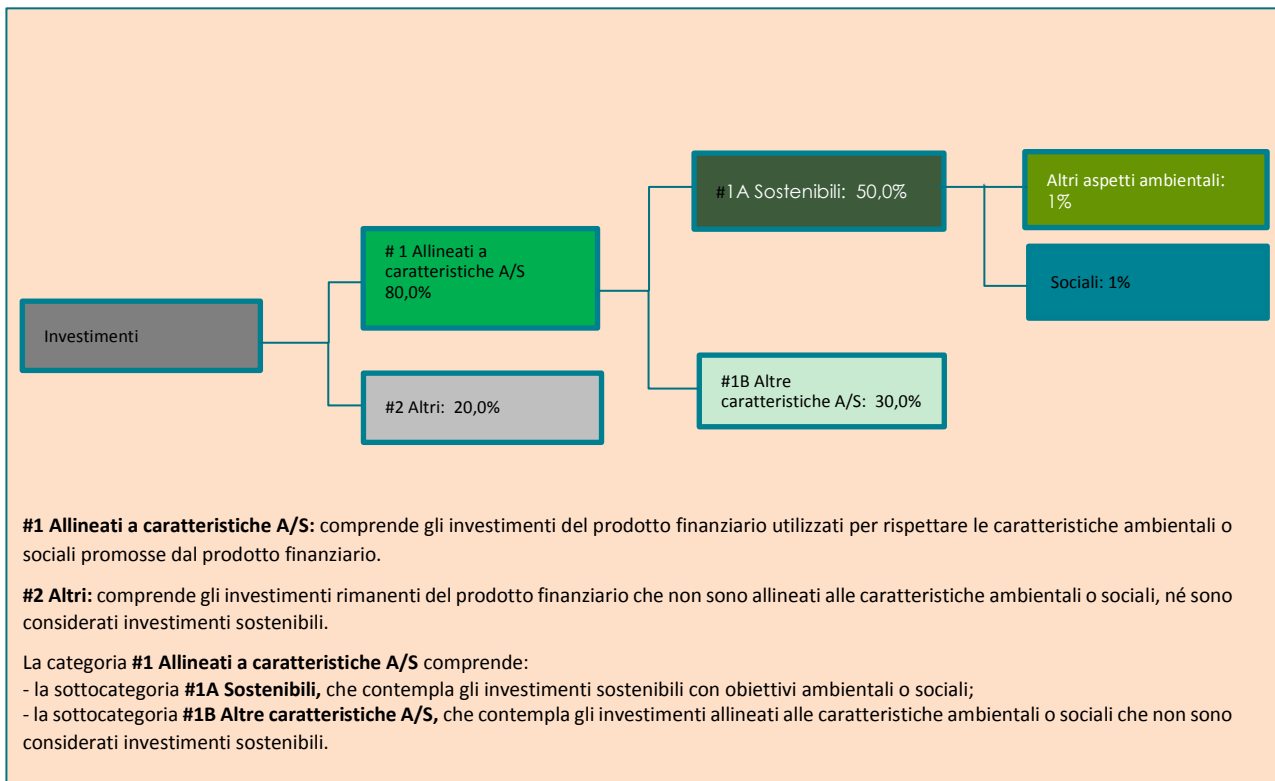 #1A Sostenibili: 50,0%
Altri aspetti ambientali:
1%
Sociali: 1%
# 1 Allineati a
caratteristiche A/S
80,0%
Investimenti
#2 Altri: 20,0%
#1B Altre
caratteristiche A/S: 30,0%
#1 Allineati a caratteristiche A/S: comprende gli investimenti del prodotto finanziario utilizzati per rispettare le caratteristiche ambientali o
sociali promosse dal prodotto finanziario.
#2 Altri: comprende gli investimenti rimanenti del prodotto finanziario che non sono allineati alle caratteristiche ambientali o sociali, né sono
considerati investimenti sostenibili.
La categoria #1 Allineati a caratteristiche A/S comprende:
- la sottocategoria #1A Sostenibili, che contempla gli investimenti sostenibili con obiettivi ambientali o sociali;
- la sottocategoria #1B Altre caratteristiche A/S, che contempla gli investimenti allineati alle caratteristiche ambientali o sociali che non sono
considerati investimenti sostenibili.